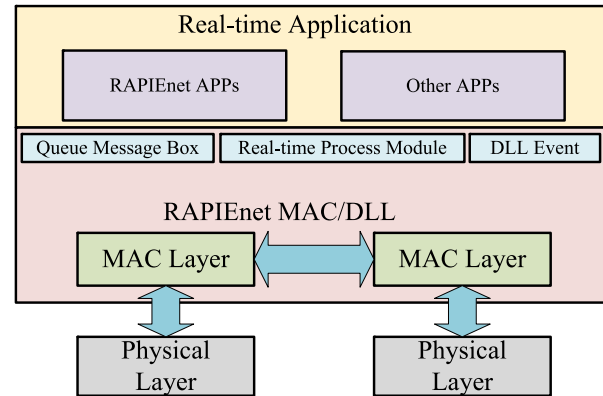 Real-time Application
RAPIEnet APPs
Other APPs
Queue Message Box
Real-time Process Module
DLL Event
RAPIEnet MAC/DLL
MAC Layer
MAC Layer
Physical
Layer
Physical
Layer